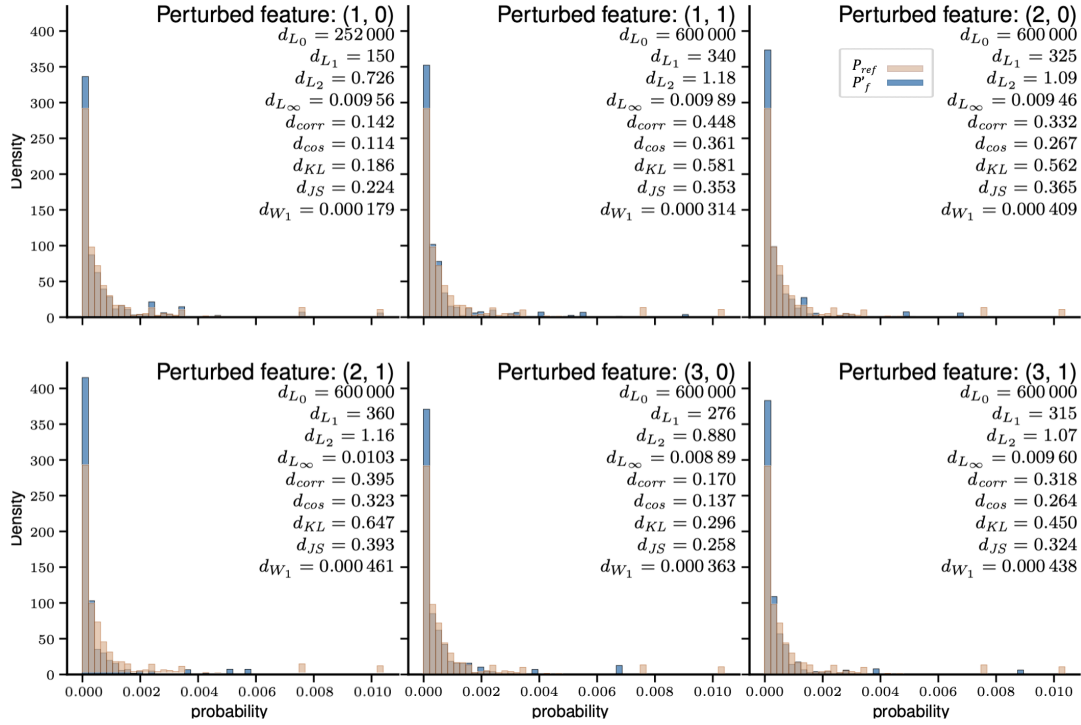 Perturbed feature: (1, 0)
d_{L_0} = 252 000
d_{L_1} = 150
d_{L_2} = 0.726
d_{L_∞} = 0.009 56
d_{corr} = 0.142
d_{cos} = 0.114
d_{KL} = 0.186
d_{JS} = 0.224
d_{W_1} = 0.000 179
Density
400
350
300
250
200
150
100
50
0
Perturbed feature: (1, 1)
d_{L_0} = 600 000
d_{L_1} = 340
d_{L_2} = 1.18
d_{L_∞} = 0.009 89
d_{corr} = 0.448
d_{cos} = 0.361
d_{KL} = 0.581
d_{JS} = 0.353
d_{W_1} = 0.000 314
Perturbed feature: (2, 0)
d_{L_0} = 600 000
d_{L_1} = 325
d_{L_2} = 1.09
d_{L_∞} = 0.009 46
d_{corr} = 0.332
d_{cos} = 0.267
d_{KL} = 0.562
d_{JS} = 0.365
d_{W_1} = 0.000 409
P_{ref}
P'_f
Perturbed feature: (2, 1)
d_{L_0} = 600 000
d_{L_1} = 360
d_{L_2} = 1.16
d_{L_∞} = 0.0103
d_{corr} = 0.395
d_{cos} = 0.323
d_{KL} = 0.647
d_{JS} = 0.393
d_{W_1} = 0.000 461
Density
400
350
300
250
200
150
100
50
0
0.000 0.002 0.004 0.006 0.008 0.010
probability
Perturbed feature: (3, 0)
d_{L_0} = 600 000
d_{L_1} = 276
d_{L_2} = 0.880
d_{L_∞} = 0.008 89
d_{corr} = 0.170
d_{cos} = 0.137
d_{KL} = 0.296
d_{JS} = 0.258
d_{W_1} = 0.000 363
0.000 0.002 0.004 0.006 0.008 0.010
probability
Perturbed feature: (3, 1)
d_{L_0} = 600 000
d_{L_1} = 315
d_{L_2} = 1.07
d_{L_∞} = 0.009 60
d_{corr} = 0.318
d_{cos} = 0.264
d_{KL} = 0.450
d_{JS} = 0.324
d_{W_1} = 0.000 438
0.000 0.002 0.004 0.006 0.008 0.010
probability